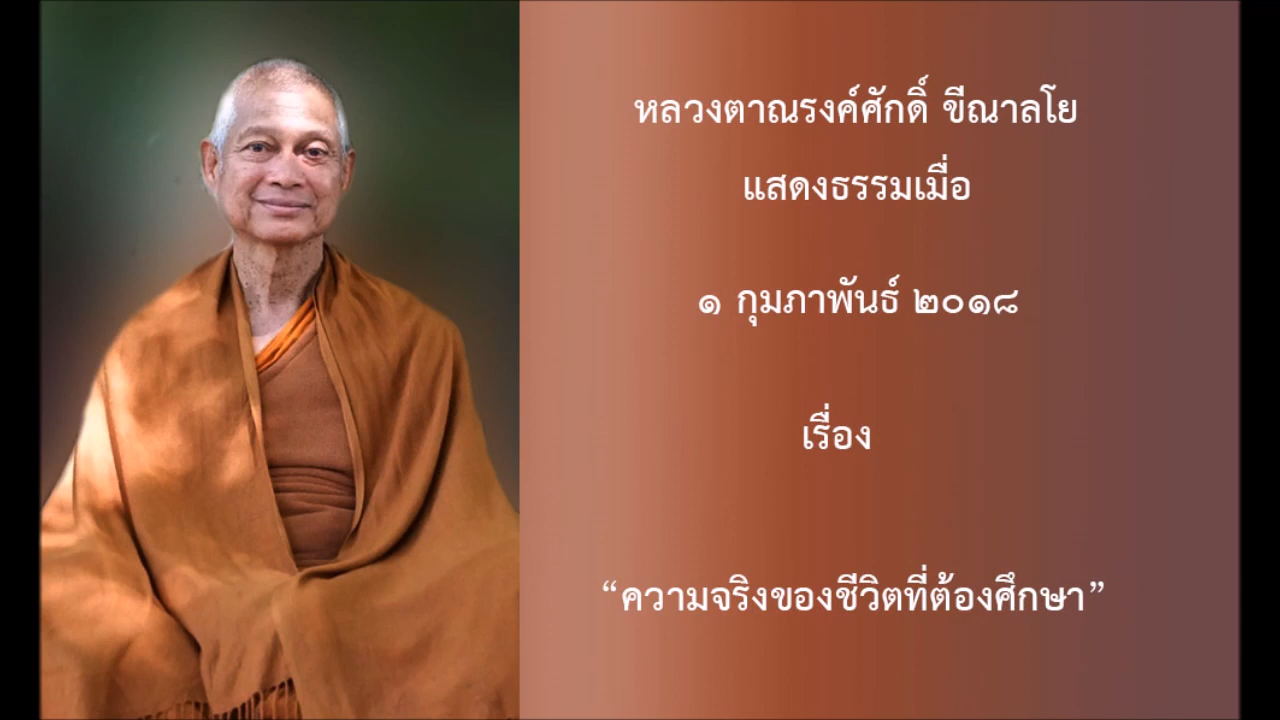 หลวงตาณรงค์ศักดิ์ ขีณาลโย
แสดงธรรมเมื่อ
๑ กุมภาพันธ์ ๒๐๑๘
เรื่อง
“ความจริงของชีวิตที่ต้องศึกษา”